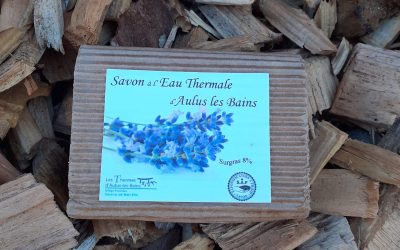 Savon à l'Eau Thermale
d'Aulus les Bains
Surgras 8%
Les Thermes
d'Aulus-les-Bains